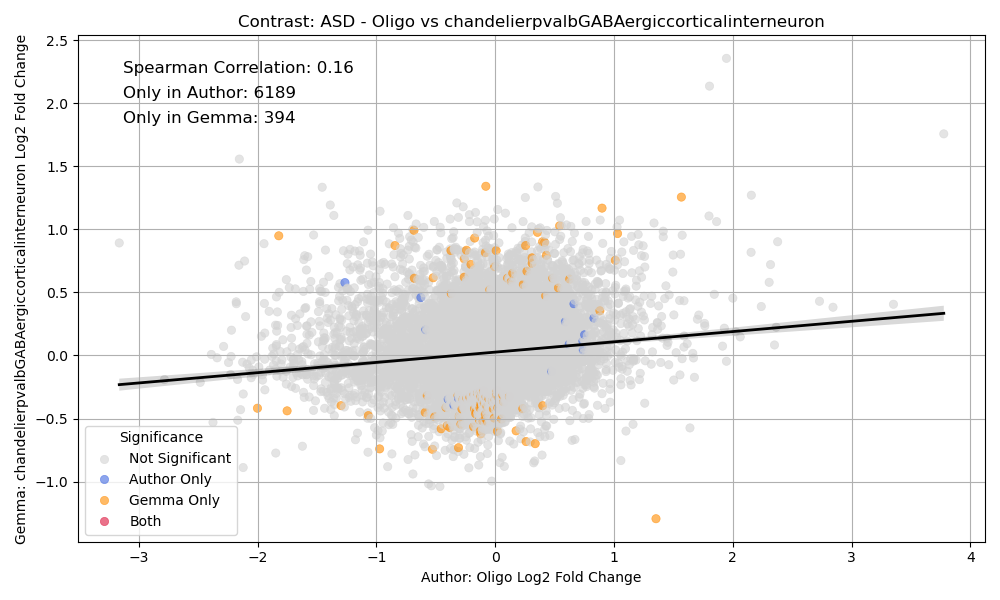 Contrast: ASD - Oligo vs chandelierpvalbGABAergiccorticalinterneuron
Gemma: chandelierpvalbGABAergiccorticalinterneuron Log2 Fold Change
2.5
2.0
1.5
1.0
0.5
0.0
−0.5
−1.0
Spearman Correlation: 0.16
Only in Author: 6189
Only in Gemma: 394
Significance
Not Significant
Author Only
Gemma Only
Both
−3
−2
−1
0
1
2
3
4
Author: Oligo Log2 Fold Change